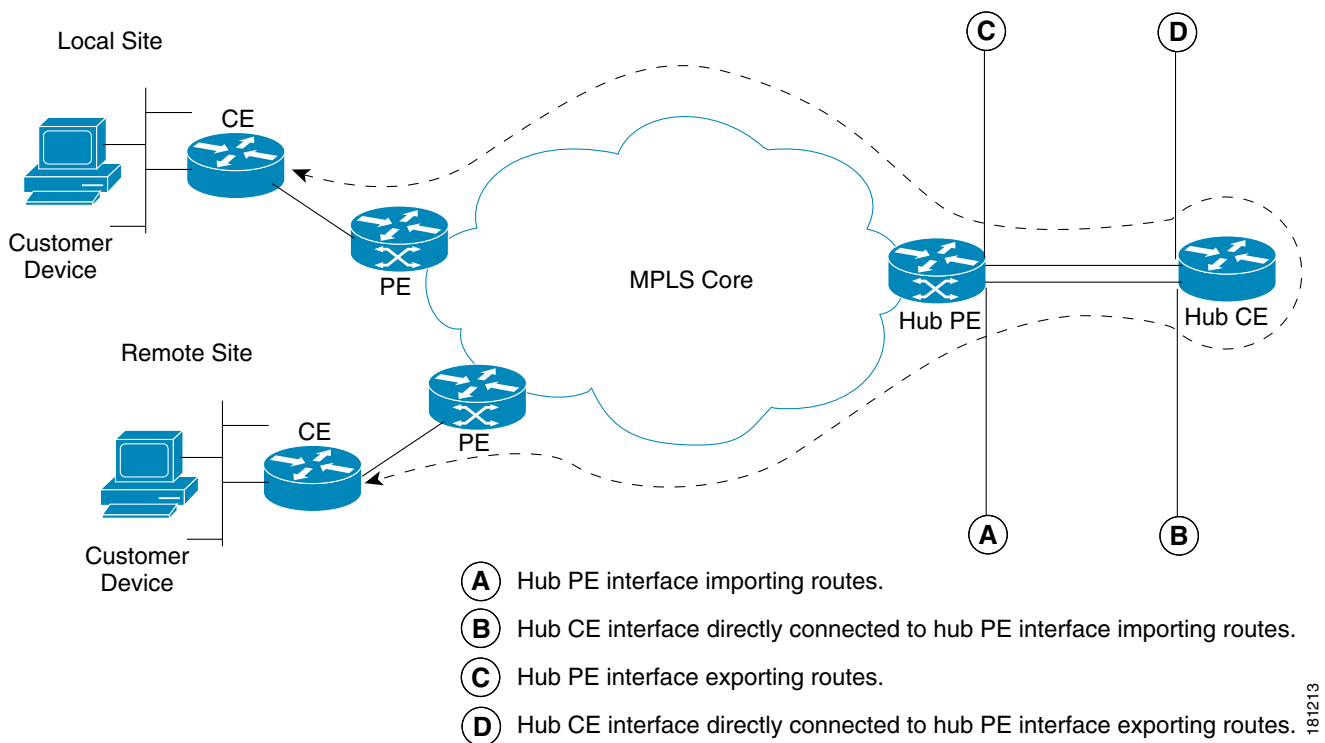 C
D
Local Site
CE
Customer
Device
PE
MPLS Core
Hub PE
Hub CE
Remote Site
CE
PE
Customer
Device
A
B
A Hub PE interface importing routes.
B Hub CE interface directly connected to hub PE interface importing routes.
C Hub PE interface exporting routes.
D Hub CE interface directly connected to hub PE interface exporting routes.
181213